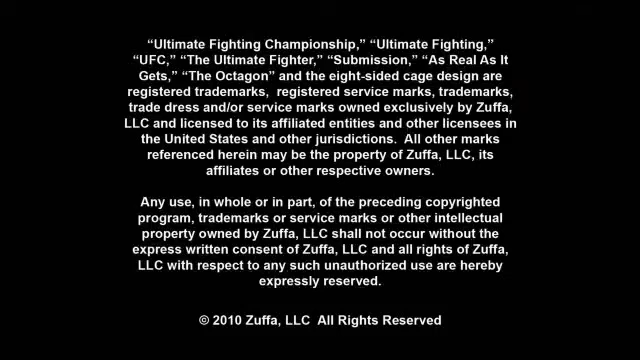 “Ultimate Fighting Championship,” “Ultimate Fighting,”
“UFC,” “The Ultimate Fighter,” “Submission,” “As Real As It
Gets,” “The Octagon” and the eight-sided cage design are
registered trademarks,  registered service marks, trademarks,
trade dress and/or service marks owned exclusively by Zuffa,
LLC and licensed to its affiliated entities and other licensees in
the United States and other jurisdictions.  All other marks
referenced herein may be the property of Zuffa, LLC, its
affiliates or other respective owners.
Any use, in whole or in part, of the preceding copyrighted
program, trademarks or service marks or other intellectual
property owned by Zuffa, LLC shall not occur without the
express written consent of Zuffa, LLC and all rights of Zuffa,
LLC with respect to any such unauthorized use are hereby
expressly reserved.
© 2010 Zuffa, LLC  All Rights Reserved